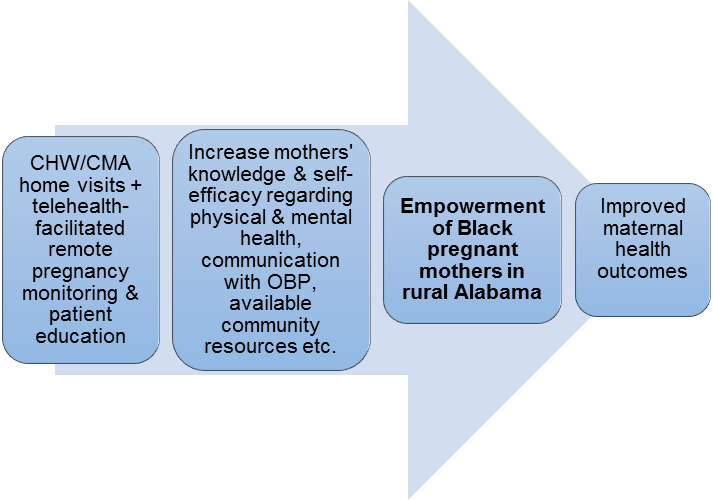 CHW/CMA
home visits +
telehealth-
facilitated
remote
pregnancy
monitoring &
patient
education
Increase mothers'
knowledge & self-
efficacy regarding
physical & mental
health,
communication
with OBP,
available
community
resources etc.
Empowerment
of Black
pregnant
mothers in
rural Alabama
Improved
maternal
health
outcomes